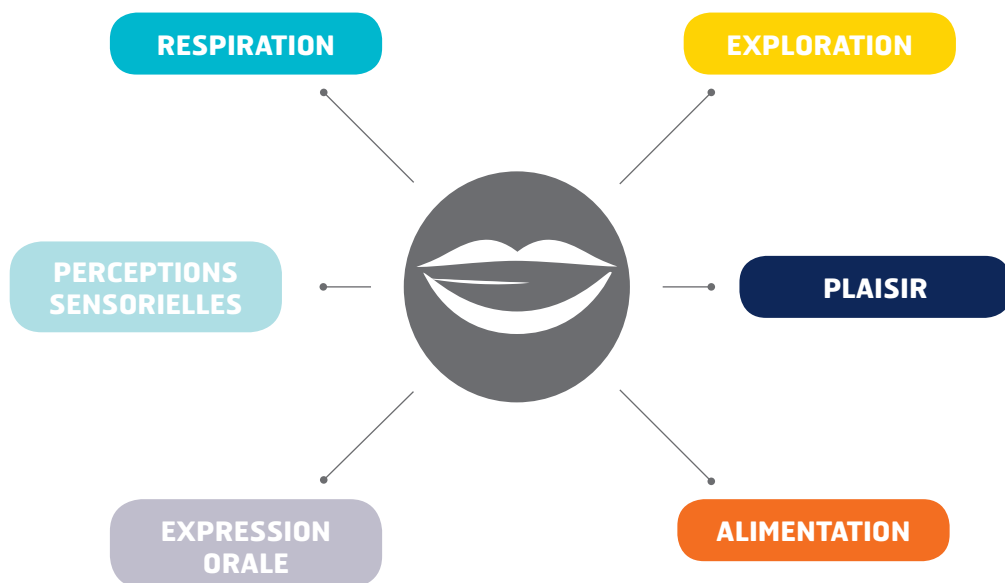 RESPIRATION
EXPLORATION
PERCEPTIONS
SENSORIELLES
PLAISIR
EXPRESSION
ORALE
ALIMENTATION